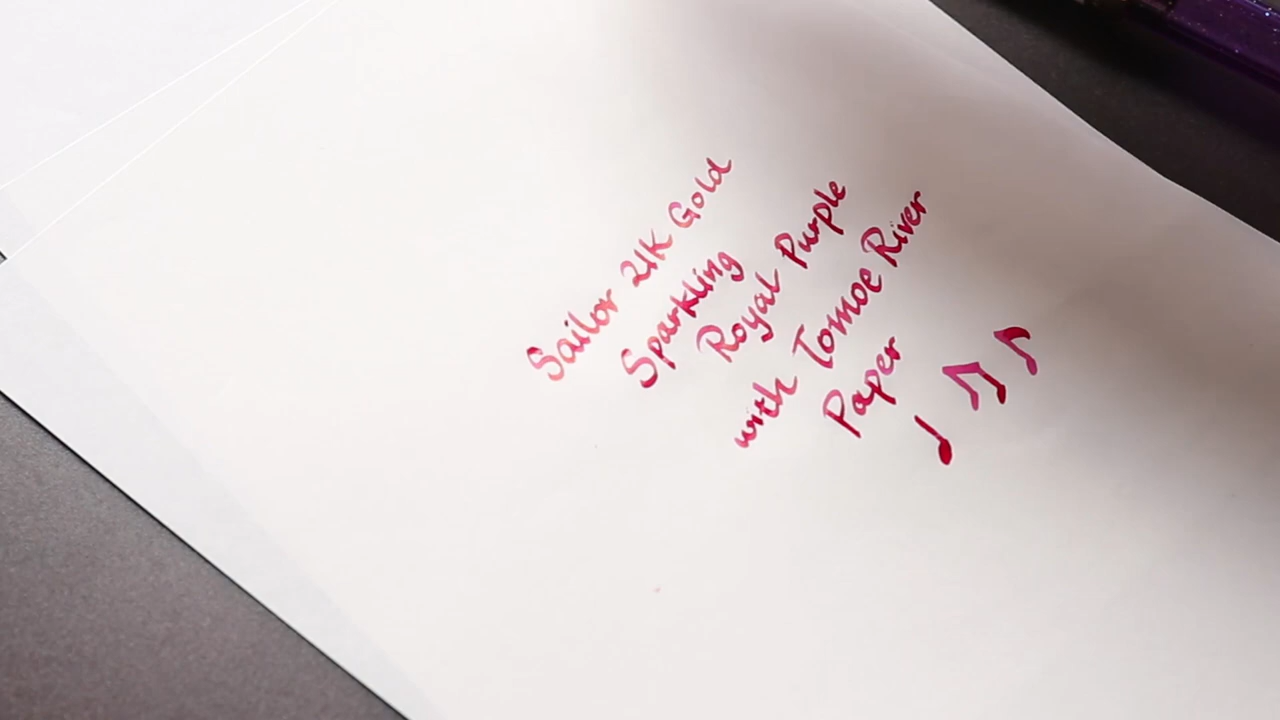 Sailor 21K Gold
Sparkling
Royal Purple
with Tomoe River
Paper